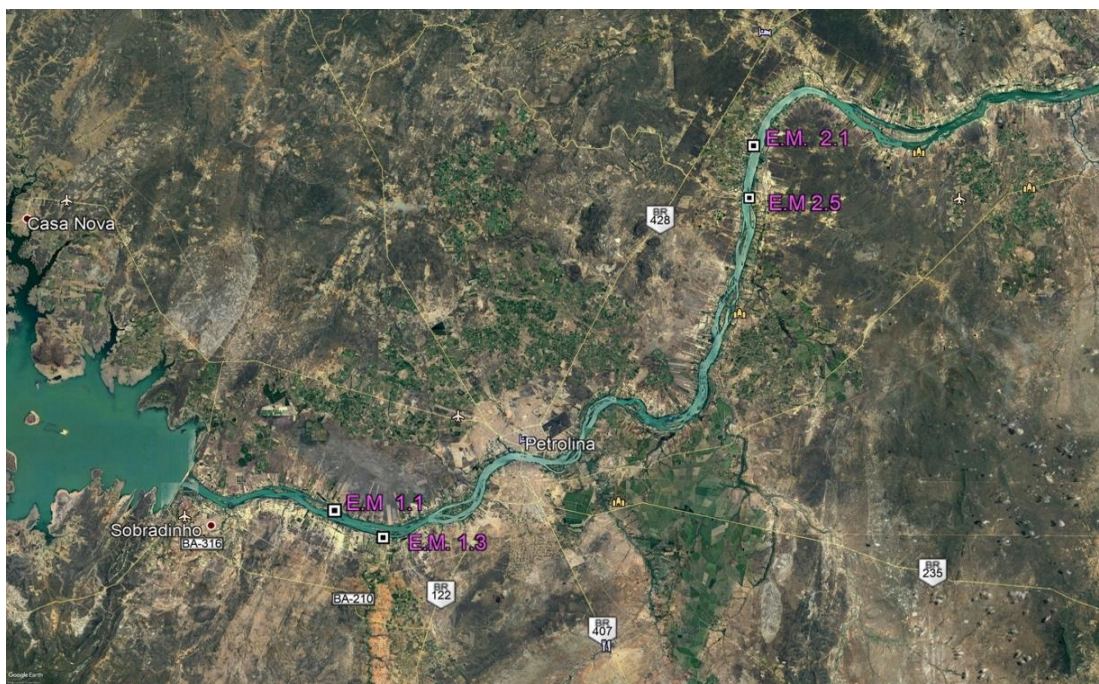 E.M. 2.1
E.M 2.5
BR
428
Casa Nova
Petrolina
E.M 1.1
Sobradinho
BA-316
E.M. 1.3
BR
235
BR
122
BA-210
BR
407
Google Earth